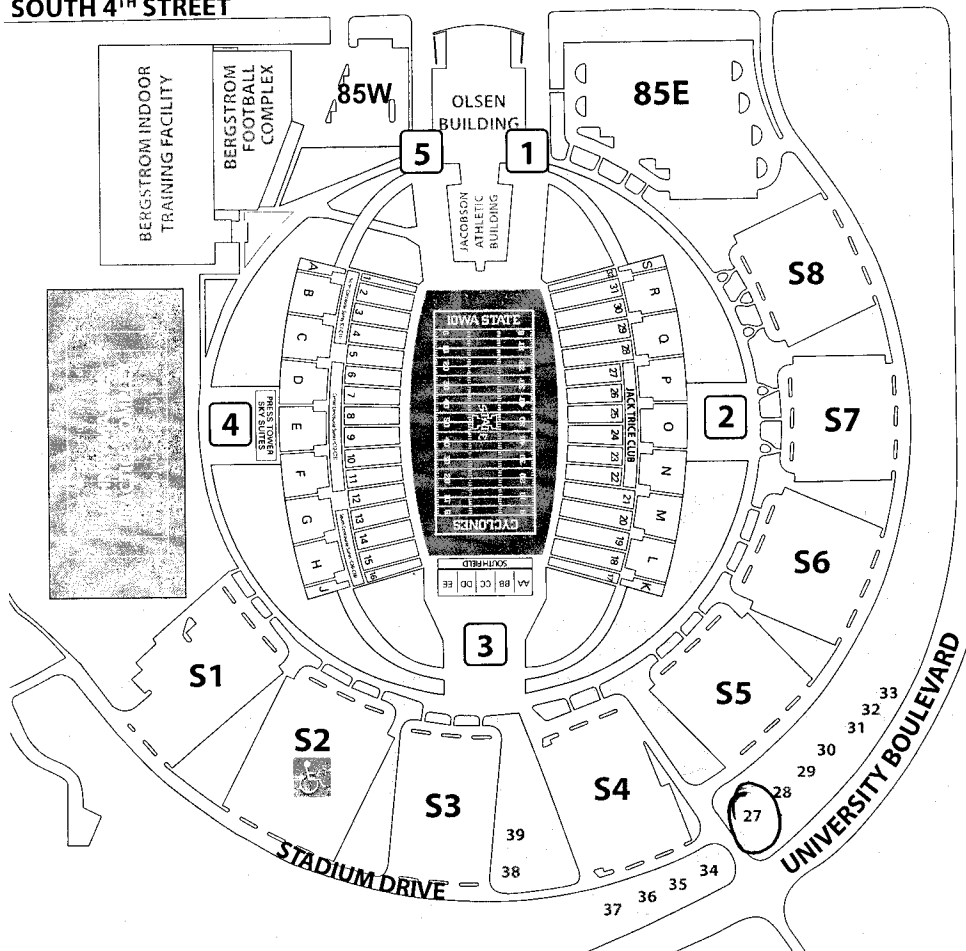 SOUTH 4TH STREET
BERGSTROM INDOOR
TRAINING FACILITY
BERGSTROM
FOOTBALL
COMPLEX
85W
OLSEN
BUILDING
85E
5
1
JACOBSON
ATHLETIC
BUILDING
S8
S7
S6
S5
S4
S3
S2
S1
A
B
C
D
E
F
G
H
J
1
2
3
4
5
6
7
8
9
10
11
12
13
14
15
16
IOWA STATE
CYCLONES
SOUTH FIELD
AA BB CC DD EE
S
R
Q
P
O
N
M
L
K
31
30
29
28
27
26
25
24
23
22
21
20
19
18
17
JACK TRICE CLUB
4
PRESS TOWER
SKY SUITES
2
3
33
32
31
30
29
28
27
34
35
36
37
38
39
STADIUM DRIVE
UNIVERSITY BOULEVARD